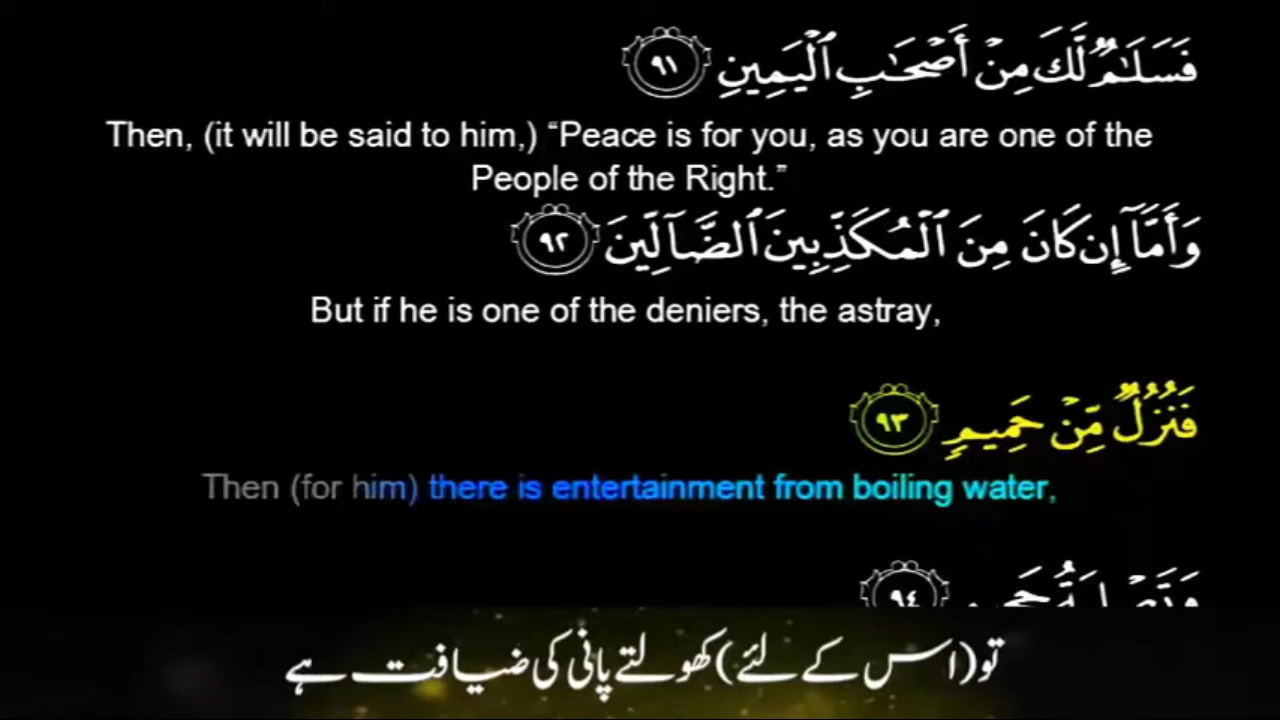 فَسَلَـٰمٌ لَّكَ مِنْ أَصْحَـٰبِ ٱلْيَمِينِ ٩١
Then, (it will be said to him,) “Peace is for you, as you are one of the
People of the Right.”
وَأَمَّآ إِن كَانَ مِنَ ٱلْمُكَذِّبِينَ ٱلضَّآلِّينَ ٩٢
But if he is one of the deniers, the astray,
فَنُزُلٌ مِّنْ حَمِيمٍ ٩٣
Then (for him) there is entertainment from boiling water,
٩٤
تو (اس کے لئے) کھولتے پانی کی ضیافت ہے